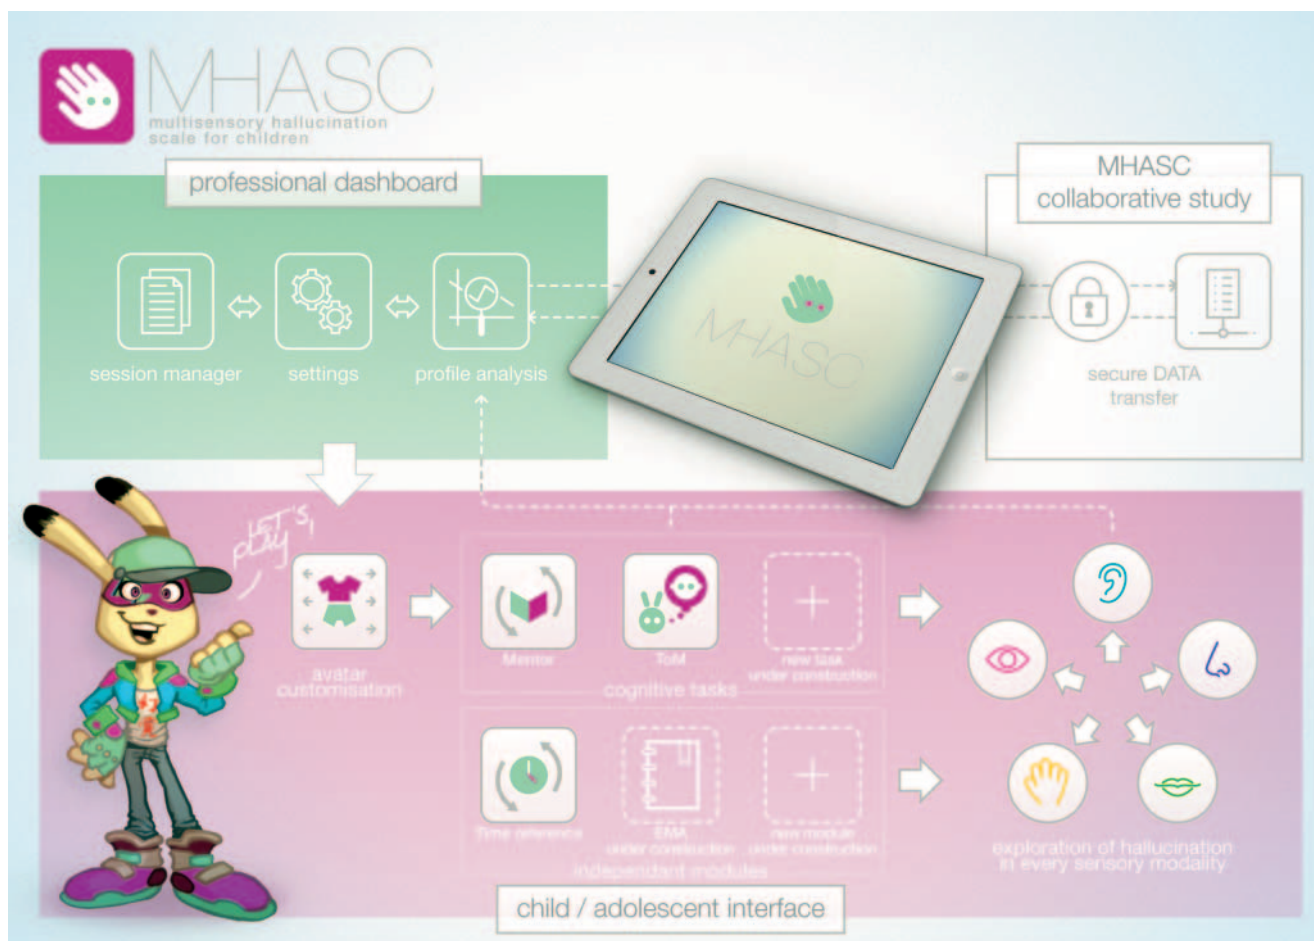 MHASC
multisensory hallucination
scale for children
professional dashboard
MHASC
collaborative study
session manager
settings
profile analysis
MHASC
secure DATA
transfer
LET'S,
PLAY
avatar
customisation
Mentor
ToM
new task
under construction
cognitive tasks
Time reference
EMA
under construction
new module
under construction
independant modules
exploration of hallucination
in every sensory modality
child / adolescent interface